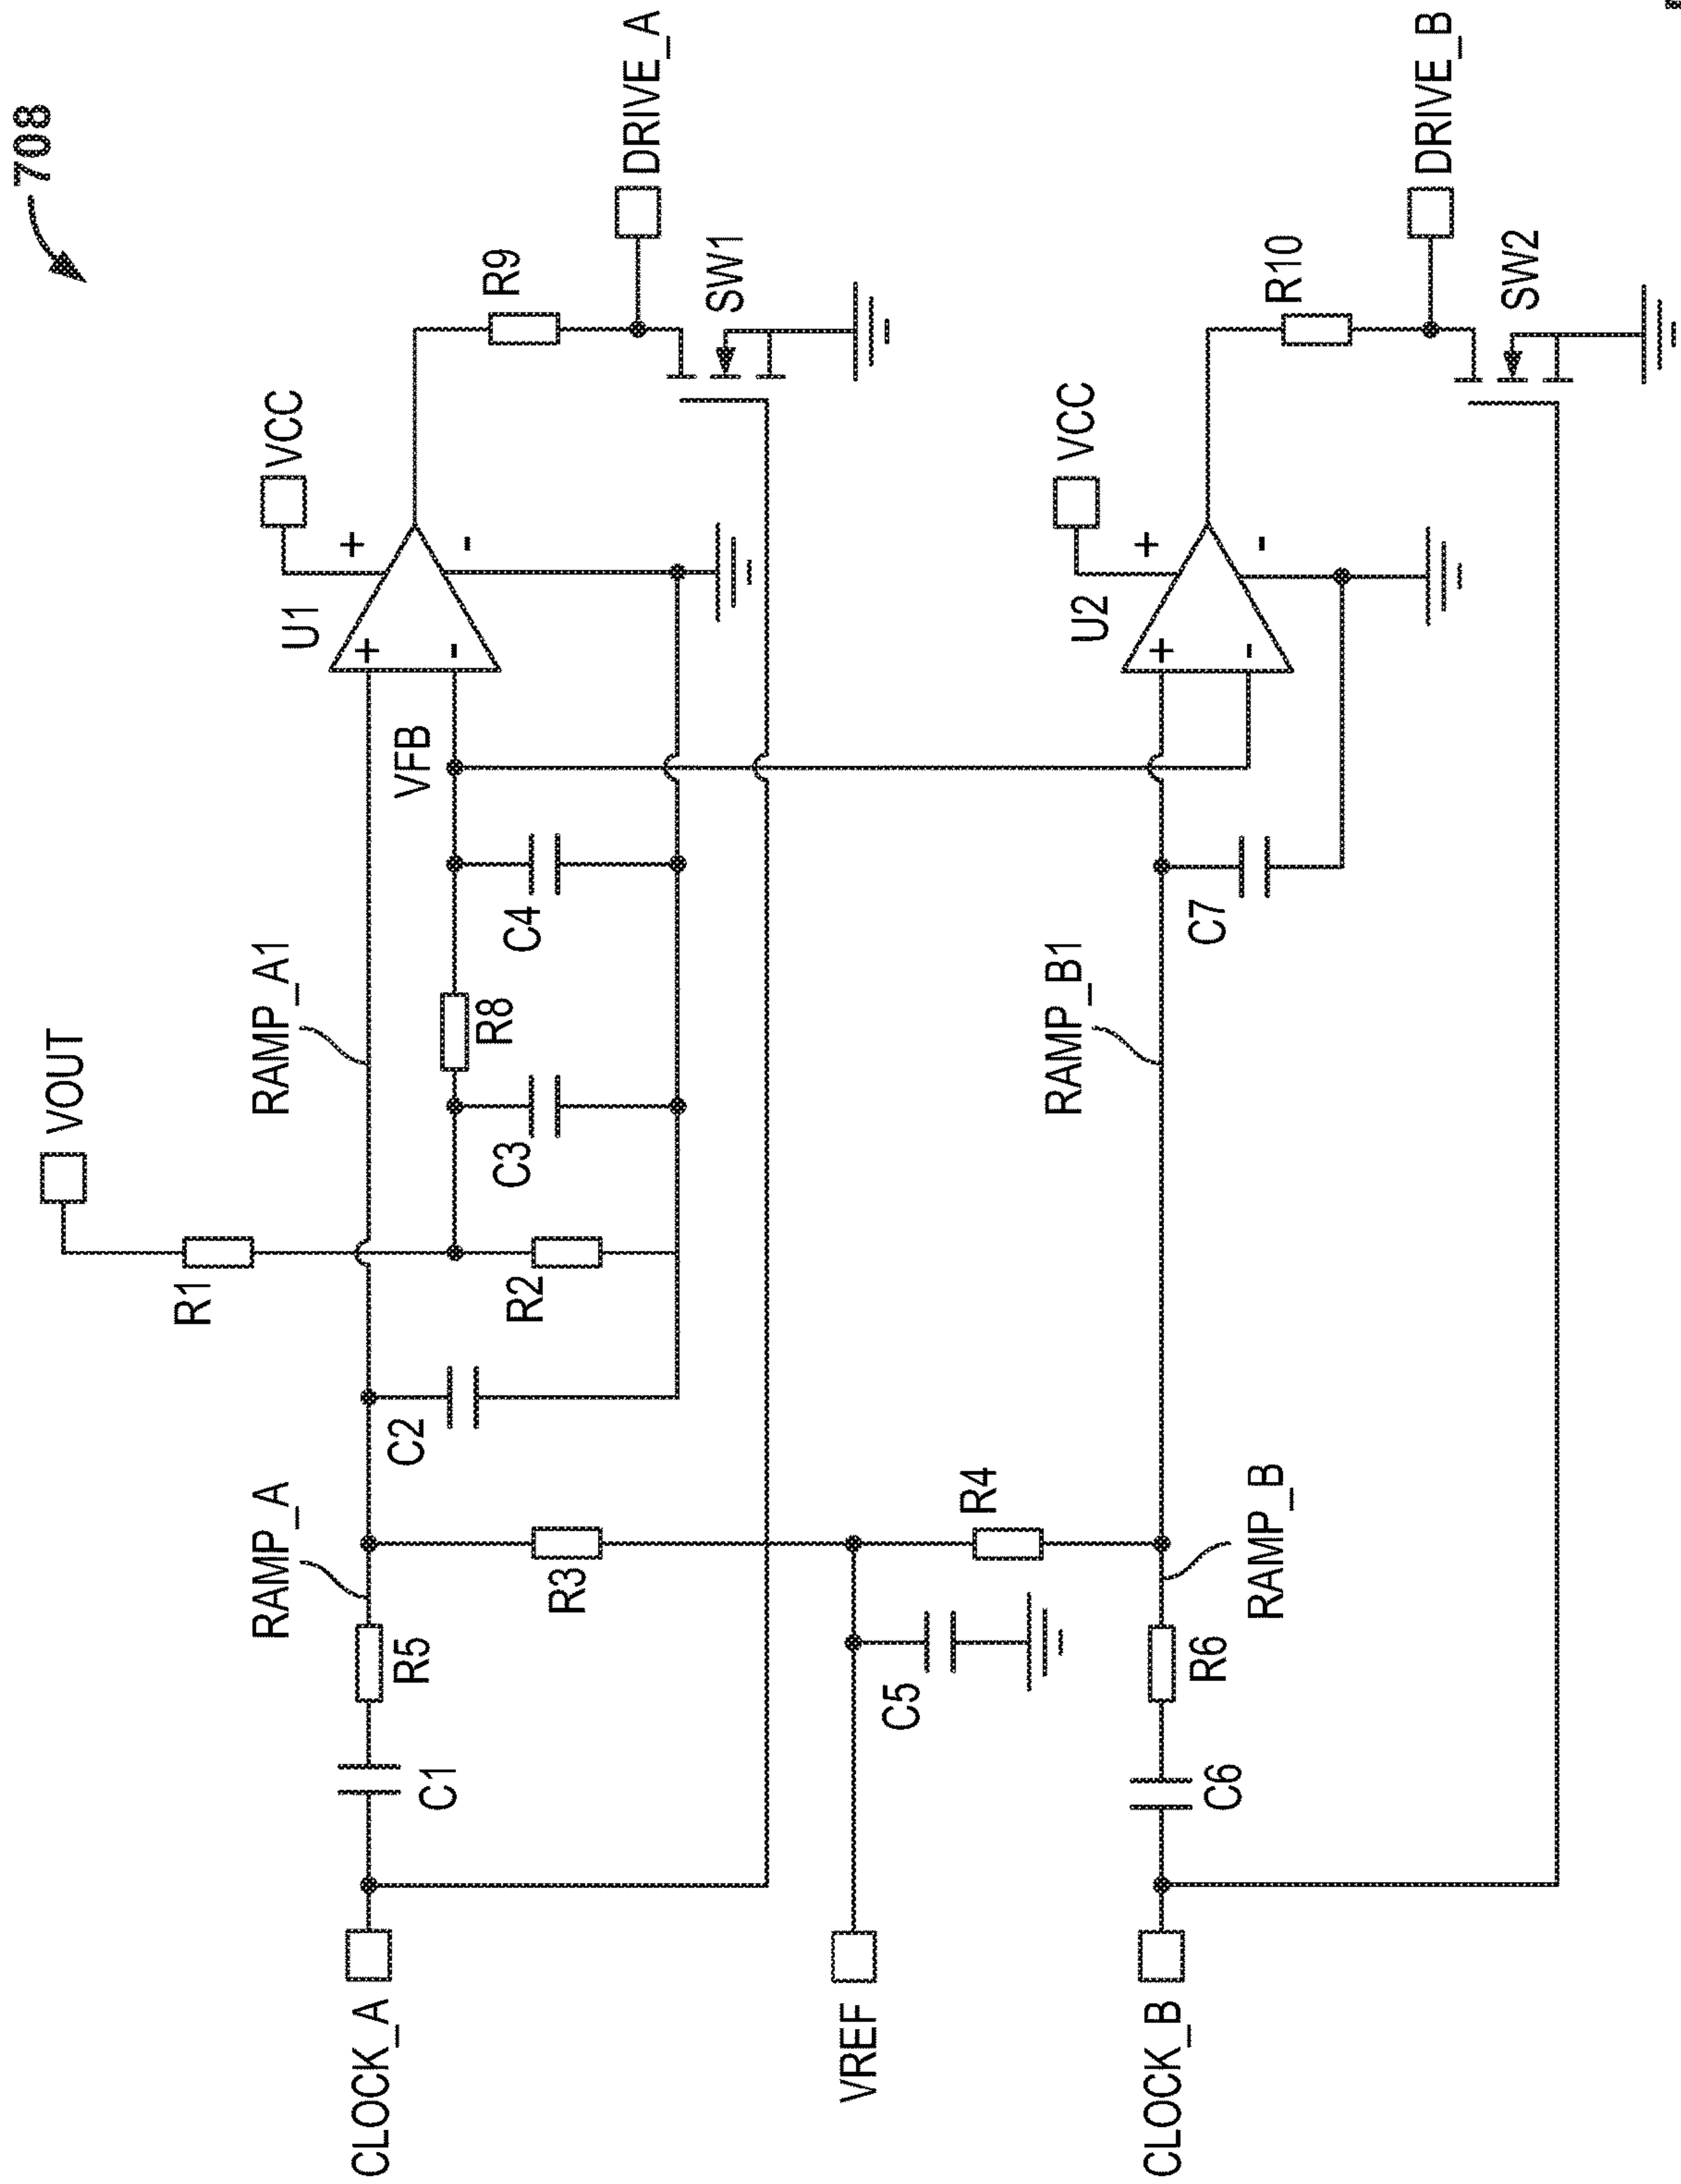 708
VOUT
R1
CLOCK_A
C1
R5
RAMP_A
C2
RAMP_A1
R2
C3
R8
C4
VFB
U1
+
-
+
-
VCC
R9
DRIVE_A
SW1
R3
VREF
C5
R4
CLOCK_B
C6
R6
RAMP_B
RAMP_B1
C7
U2
+
-
+
-
VCC
R10
DRIVE_B
SW2